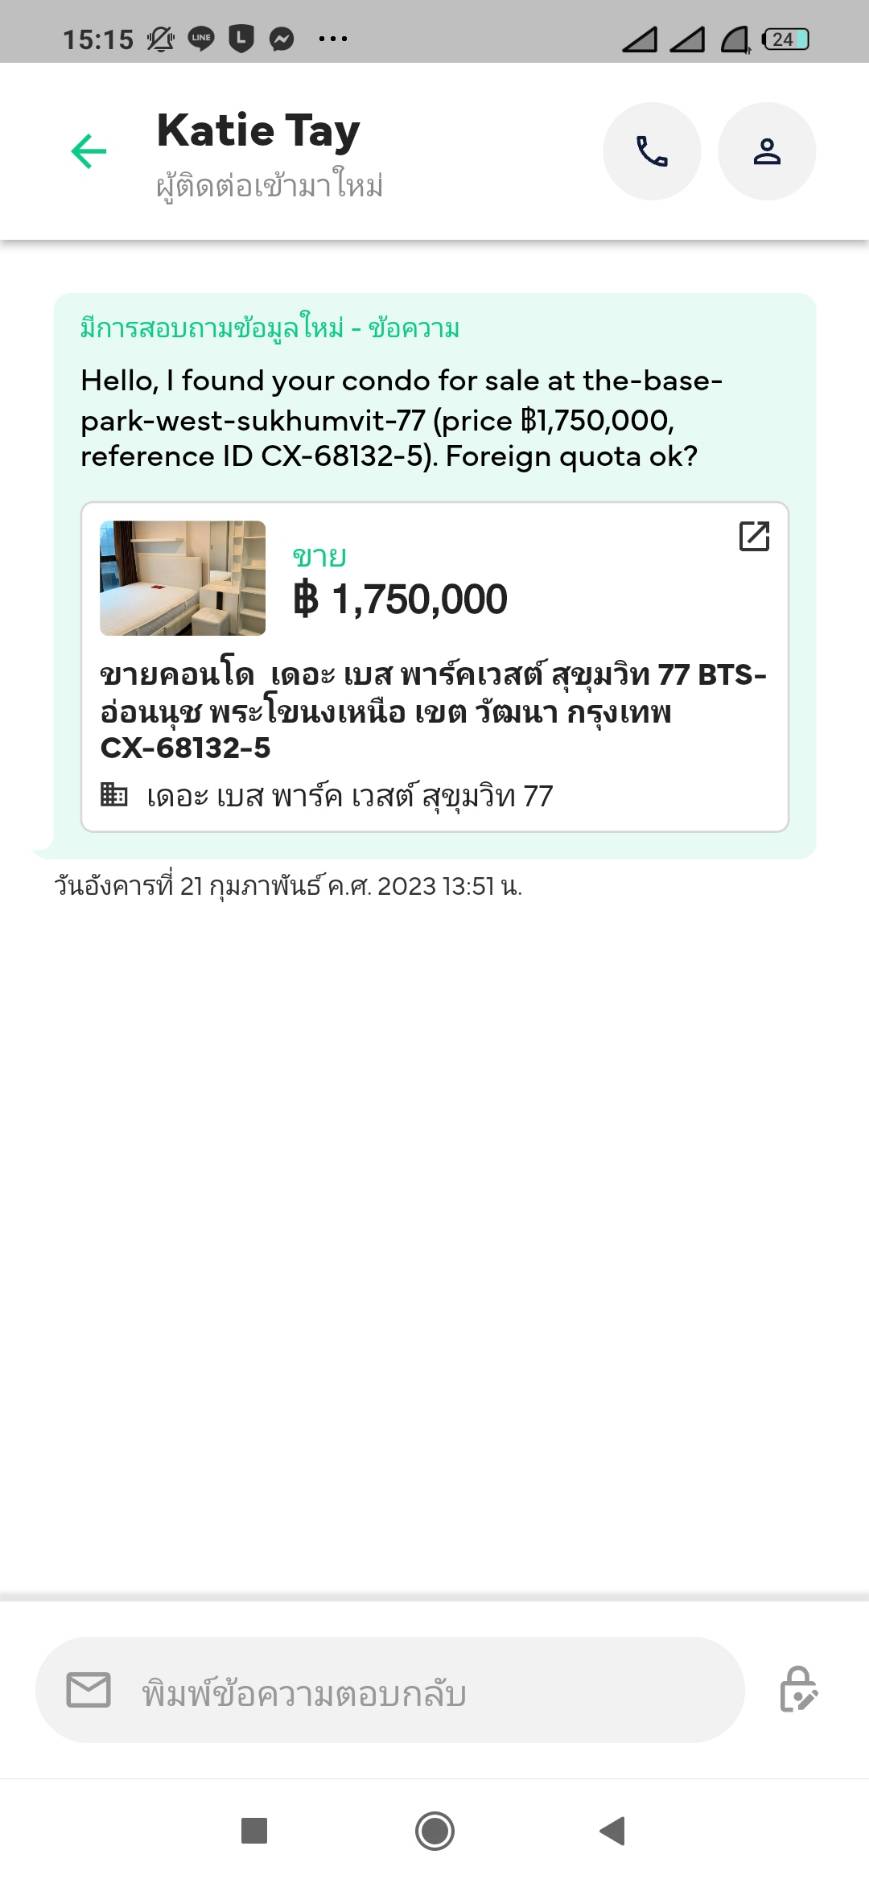 15:15 LINE L ... 24
Katie Tay
ผู้ติดต่อเข้ามาใหม่
มีการสอบถามข้อมูลใหม่ - ข้อความ
Hello, I found your condo for sale at the-base-
park-west-sukhumvit-77 (price ฿1,750,000,
reference ID CX-68132-5). Foreign quota ok?
ขาย
฿ 1,750,000
ขายคอนโด เดอะ เบส พาร์คเวสต์ สุขุมวิท 77 BTS-
อ่อนนุช พระโขนงเหนือ เขต วัฒนา กรุงเทพ
CX-68132-5
เดอะ เบส พาร์ค เวสต์ สุขุมวิท 77
วันอังคารที่ 21 กุมภาพันธ์ ค.ศ. 2023 13:51 น.
พิมพ์ข้อความตอบกลับ